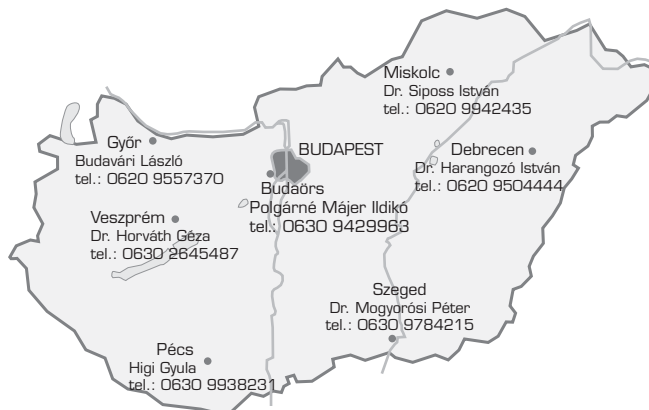 Miskolc
Dr. Siposs István
tel.: 0620 9942435
Győr
Budavári László
tel.: 0620 9557370
BUDAPEST
Debrecen
Dr. Harangozó István
tel.: 0620 9504444
Budaörs
Polgárné Májer Ildikó
tel.: 0630 9429963
Veszprém
Dr. Horváth Géza
tel.: 0630 2645487
Szeged
Dr. Mogyorósi Péter
tel.: 0630 9784215
Pécs
Higi Gyula
tel.: 0630 9938231